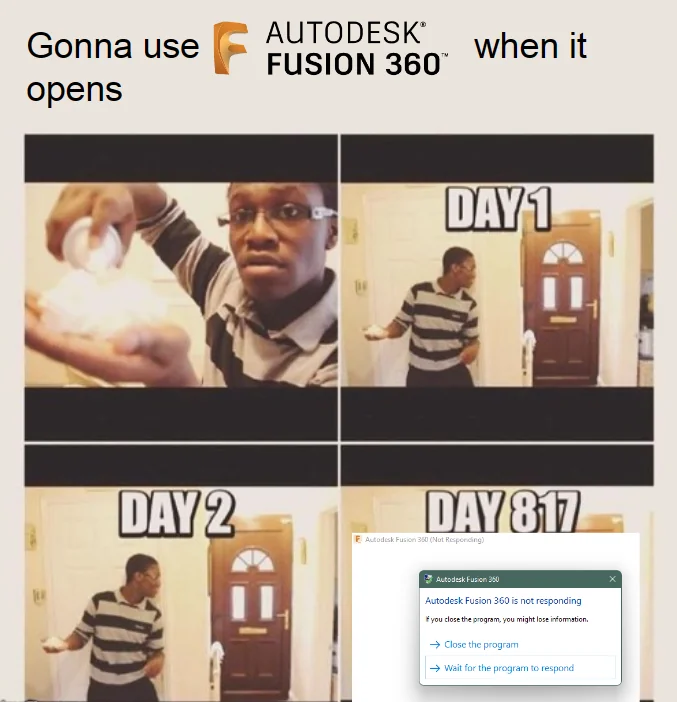 Gonna use F AUTODESK® when it
FUSION 360™
opens
DAY 1
DAY 2
DAY 817
Autodesk Fusion 360 (Not Responding)
Autodesk Fusion 360
Autodesk Fusion 360 is not responding
If you close the program, you might lose information.
→ Close the program
→ Wait for the program to respond